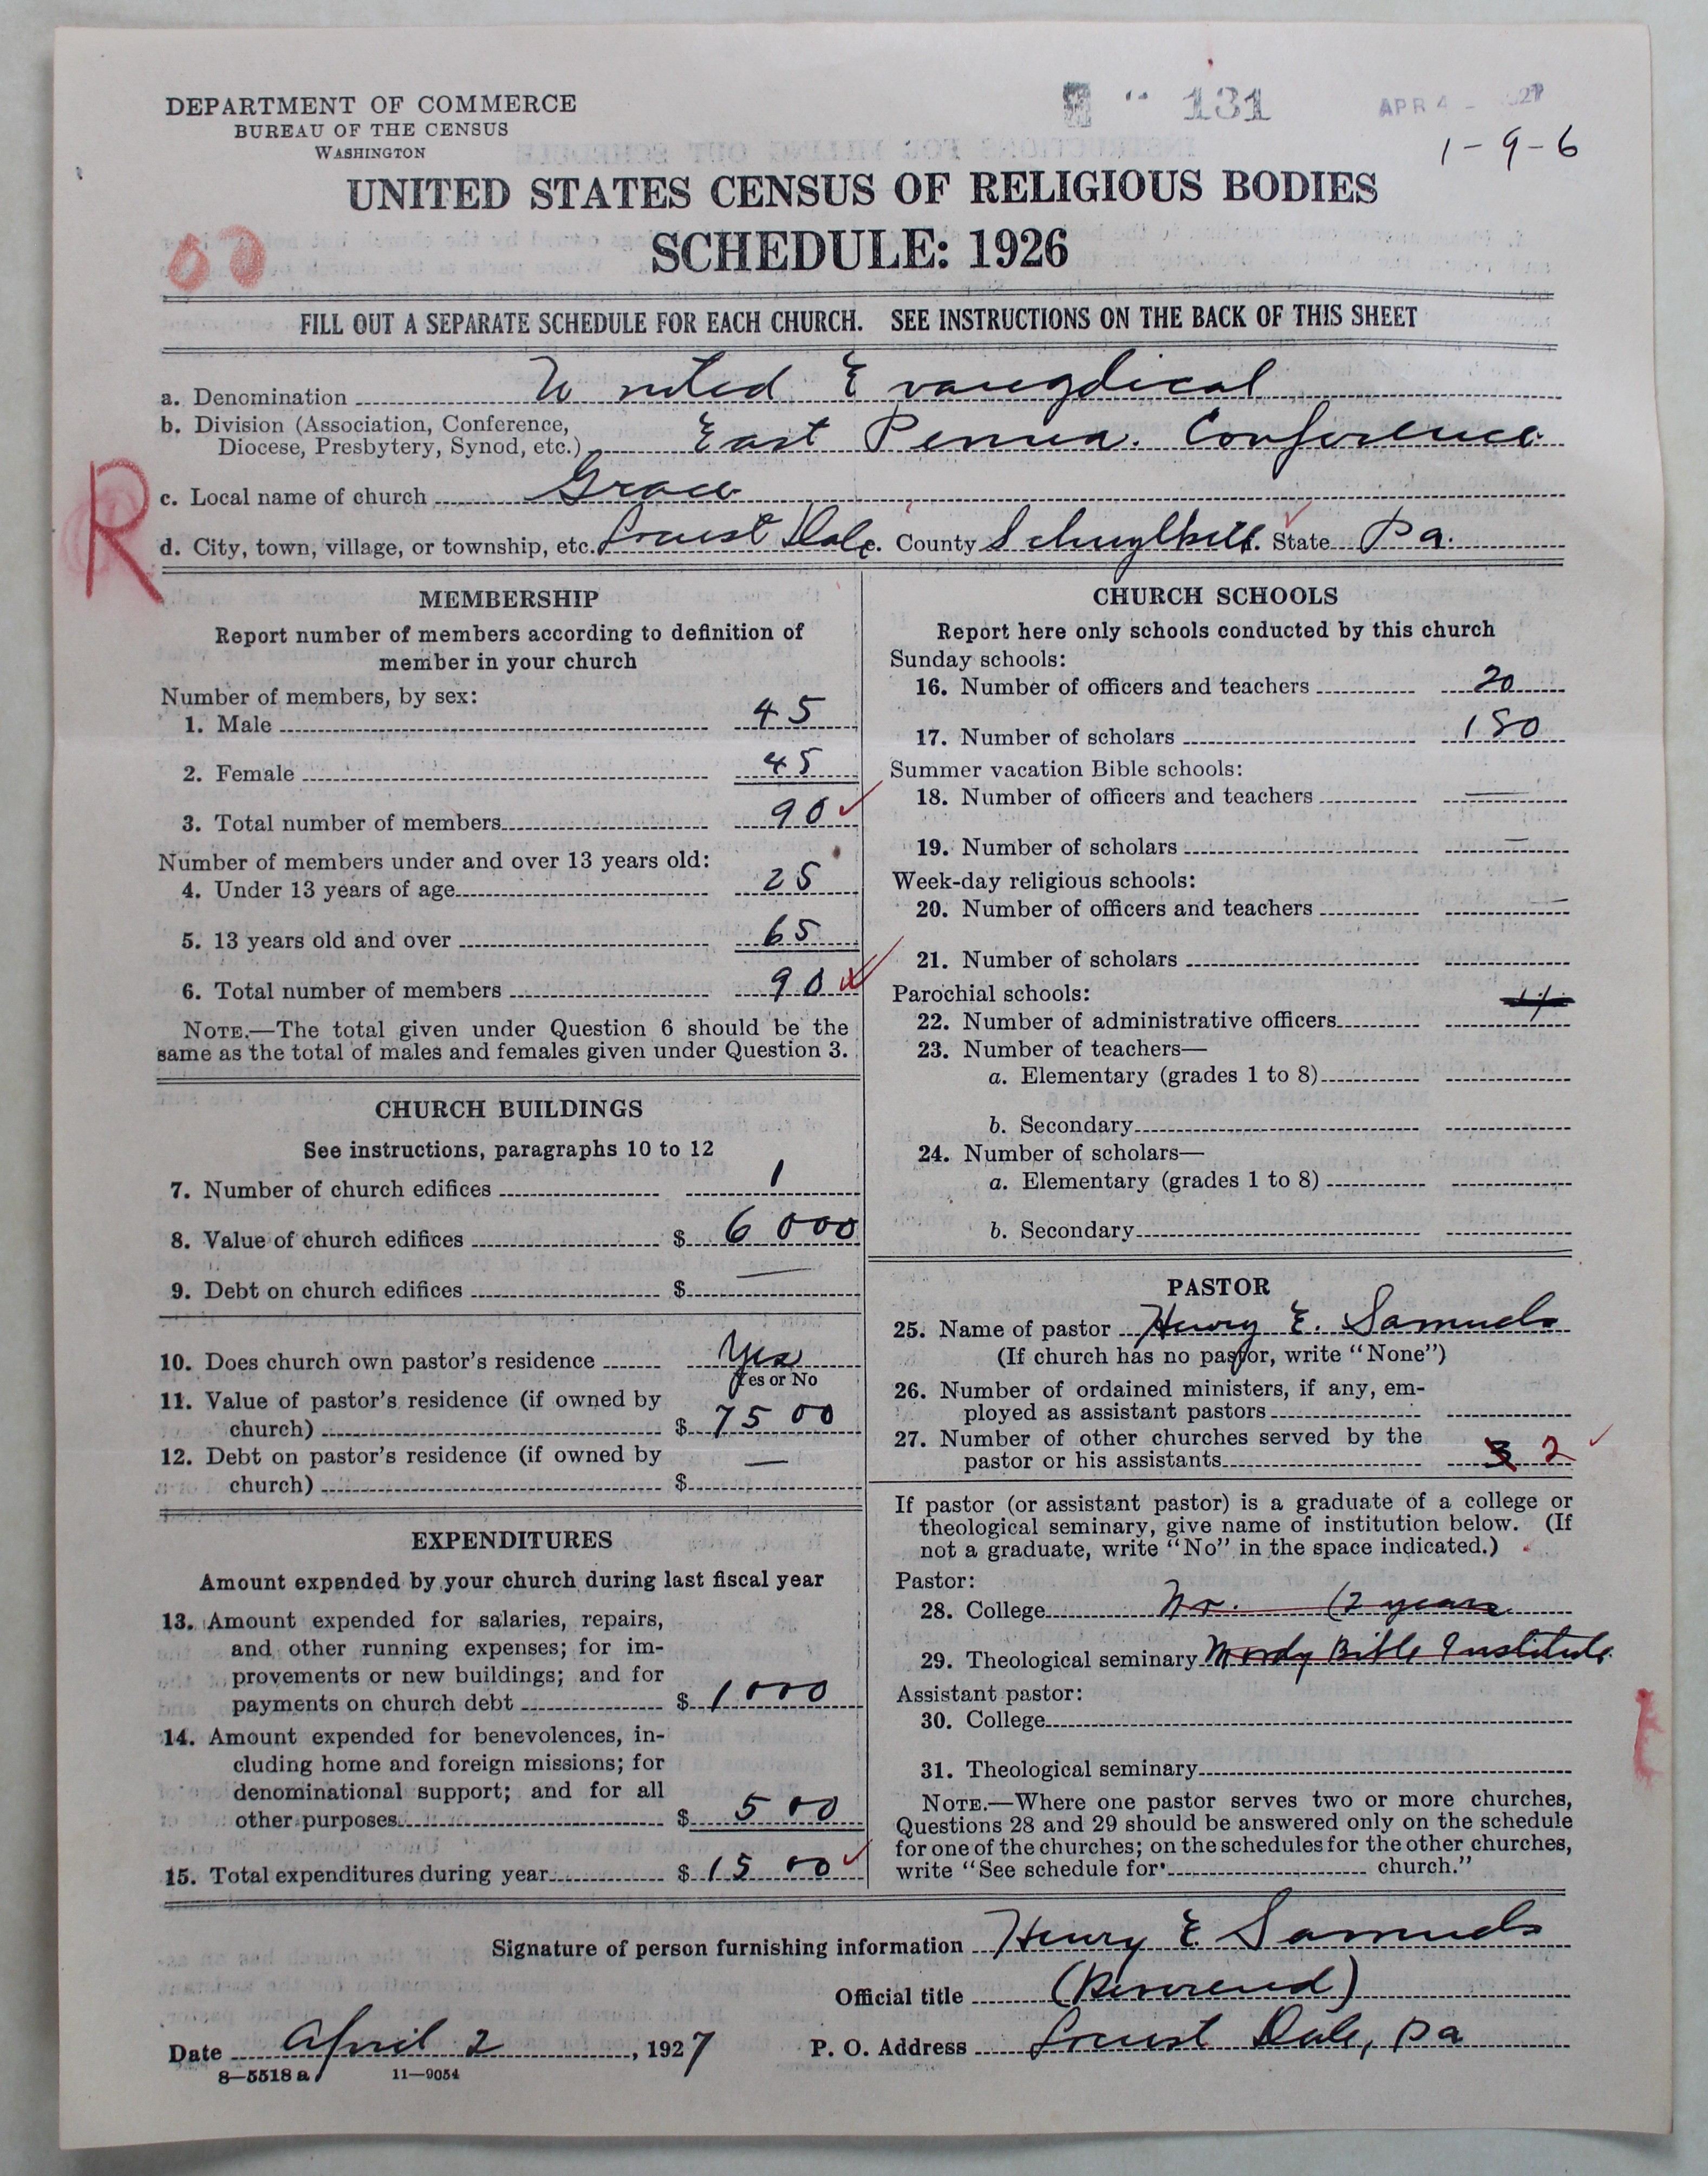 DEPARTMENT OF COMMERCE
BUREAU OF THE CENSUS
WASHINGTON
131
APR 4 - 1927
1-9-6
UNITED STATES CENSUS OF RELIGIOUS BODIES
SCHEDULE: 1926
FILL OUT A SEPARATE SCHEDULE FOR EACH CHURCH. SEE INSTRUCTIONS ON THE BACK OF THIS SHEET
a. Denomination United Evangelical
b. Division (Association, Conference,
Diocese, Presbytery, Synod, etc.) East Penna. Conference
R
c. Local name of church Grace
d. City, town, village, or township, etc. Locust Dale. County Schuylkill. State Pa.
MEMBERSHIP
Report number of members according to definition of
member in your church
Number of members, by sex:
1. Male 45
2. Female 45
3. Total number of members 90
Number of members under and over 13 years old:
4. Under 13 years of age 25
5. 13 years old and over 65
6. Total number of members 90
NOTE.—The total given under Question 6 should be the
same as the total of males and females given under Question 3.
CHURCH BUILDINGS
See instructions, paragraphs 10 to 12
7. Number of church edifices 1
8. Value of church edifices $ 6000
9. Debt on church edifices $ —
10. Does church own pastor's residence Yes
Yes or No
11. Value of pastor's residence (if owned by
church) $ 7500
12. Debt on pastor's residence (if owned by
church) $ —
EXPENDITURES
Amount expended by your church during last fiscal year
13. Amount expended for salaries, repairs,
and other running expenses; for im-
provements or new buildings; and for
payments on church debt $ 1000
14. Amount expended for benevolences, in-
cluding home and foreign missions; for
denominational support; and for all
other purposes $ 500
15. Total expenditures during year $ 1500
CHURCH SCHOOLS
Report here only schools conducted by this church
Sunday schools:
16. Number of officers and teachers 20
17. Number of scholars 180
Summer vacation Bible schools:
18. Number of officers and teachers —
19. Number of scholars —
Week-day religious schools:
20. Number of officers and teachers —
21. Number of scholars
Parochial schools:
22. Number of administrative officers
23. Number of teachers—
a. Elementary (grades 1 to 8)
b. Secondary
24. Number of scholars—
a. Elementary (grades 1 to 8)
b. Secondary
PASTOR
25. Name of pastor Henry E. Samuels
(If church has no pastor, write "None")
26. Number of ordained ministers, if any, em-
ployed as assistant pastors
27. Number of other churches served by the
pastor or his assistants 3 2
If pastor (or assistant pastor) is a graduate of a college or
theological seminary, give name of institution below. (If
not a graduate, write "No" in the space indicated.)
Pastor:
28. College No. (2 years
29. Theological seminary Moody Bible Institute.
Assistant pastor:
30. College
31. Theological seminary
NOTE.—Where one pastor serves two or more churches,
Questions 28 and 29 should be answered only on the schedule
for one of the churches; on the schedules for the other churches,
write "See schedule for church."
Signature of person furnishing information Henry E Samuels
Official title (Reverend)
Date April 2, 1927 P. O. Address Locust Dale, Pa
8-5518 a 11-9054